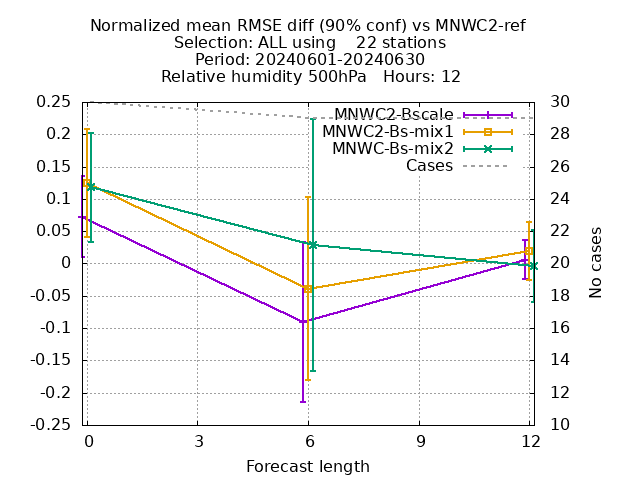 Normalized mean RMSE diff (90% conf) vs MNWC2-ref
Selection: ALL using    22 stations
Period: 20240601-20240630
Relative humidity 500hPa   Hours: 12
MNWC2-Bscale
MNWC2-Bs-mix1
MNWC-Bs-mix2
Cases
0.25
0.2
0.15
0.1
0.05
0
-0.05
-0.1
-0.15
-0.2
-0.25
30
28
26
24
22
20
18
16
14
12
10
No cases
0 3 6 9 12
Forecast length